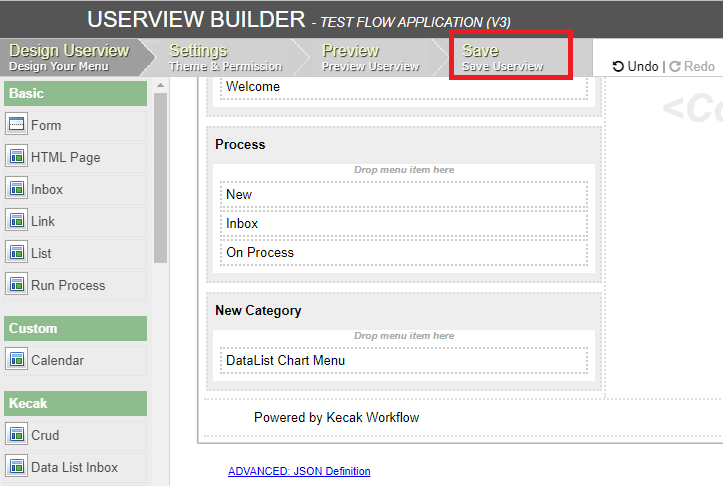 USERVIEW BUILDER - TEST FLOW APPLICATION (V3)
Design Userview
Design Your Menu
Settings
Theme & Permission
Preview
Preview Userview
Save
Save Userview
Undo | Redo
Basic
Form
HTML Page
Inbox
Link
List
Run Process
Custom
Calendar
Kecak
Crud
Data List Inbox
Welcome
Process
Drop menu item here
New
Inbox
On Process
New Category
Drop menu item here
DataList Chart Menu
Powered by Kecak Workflow
ADVANCED: JSON Definition